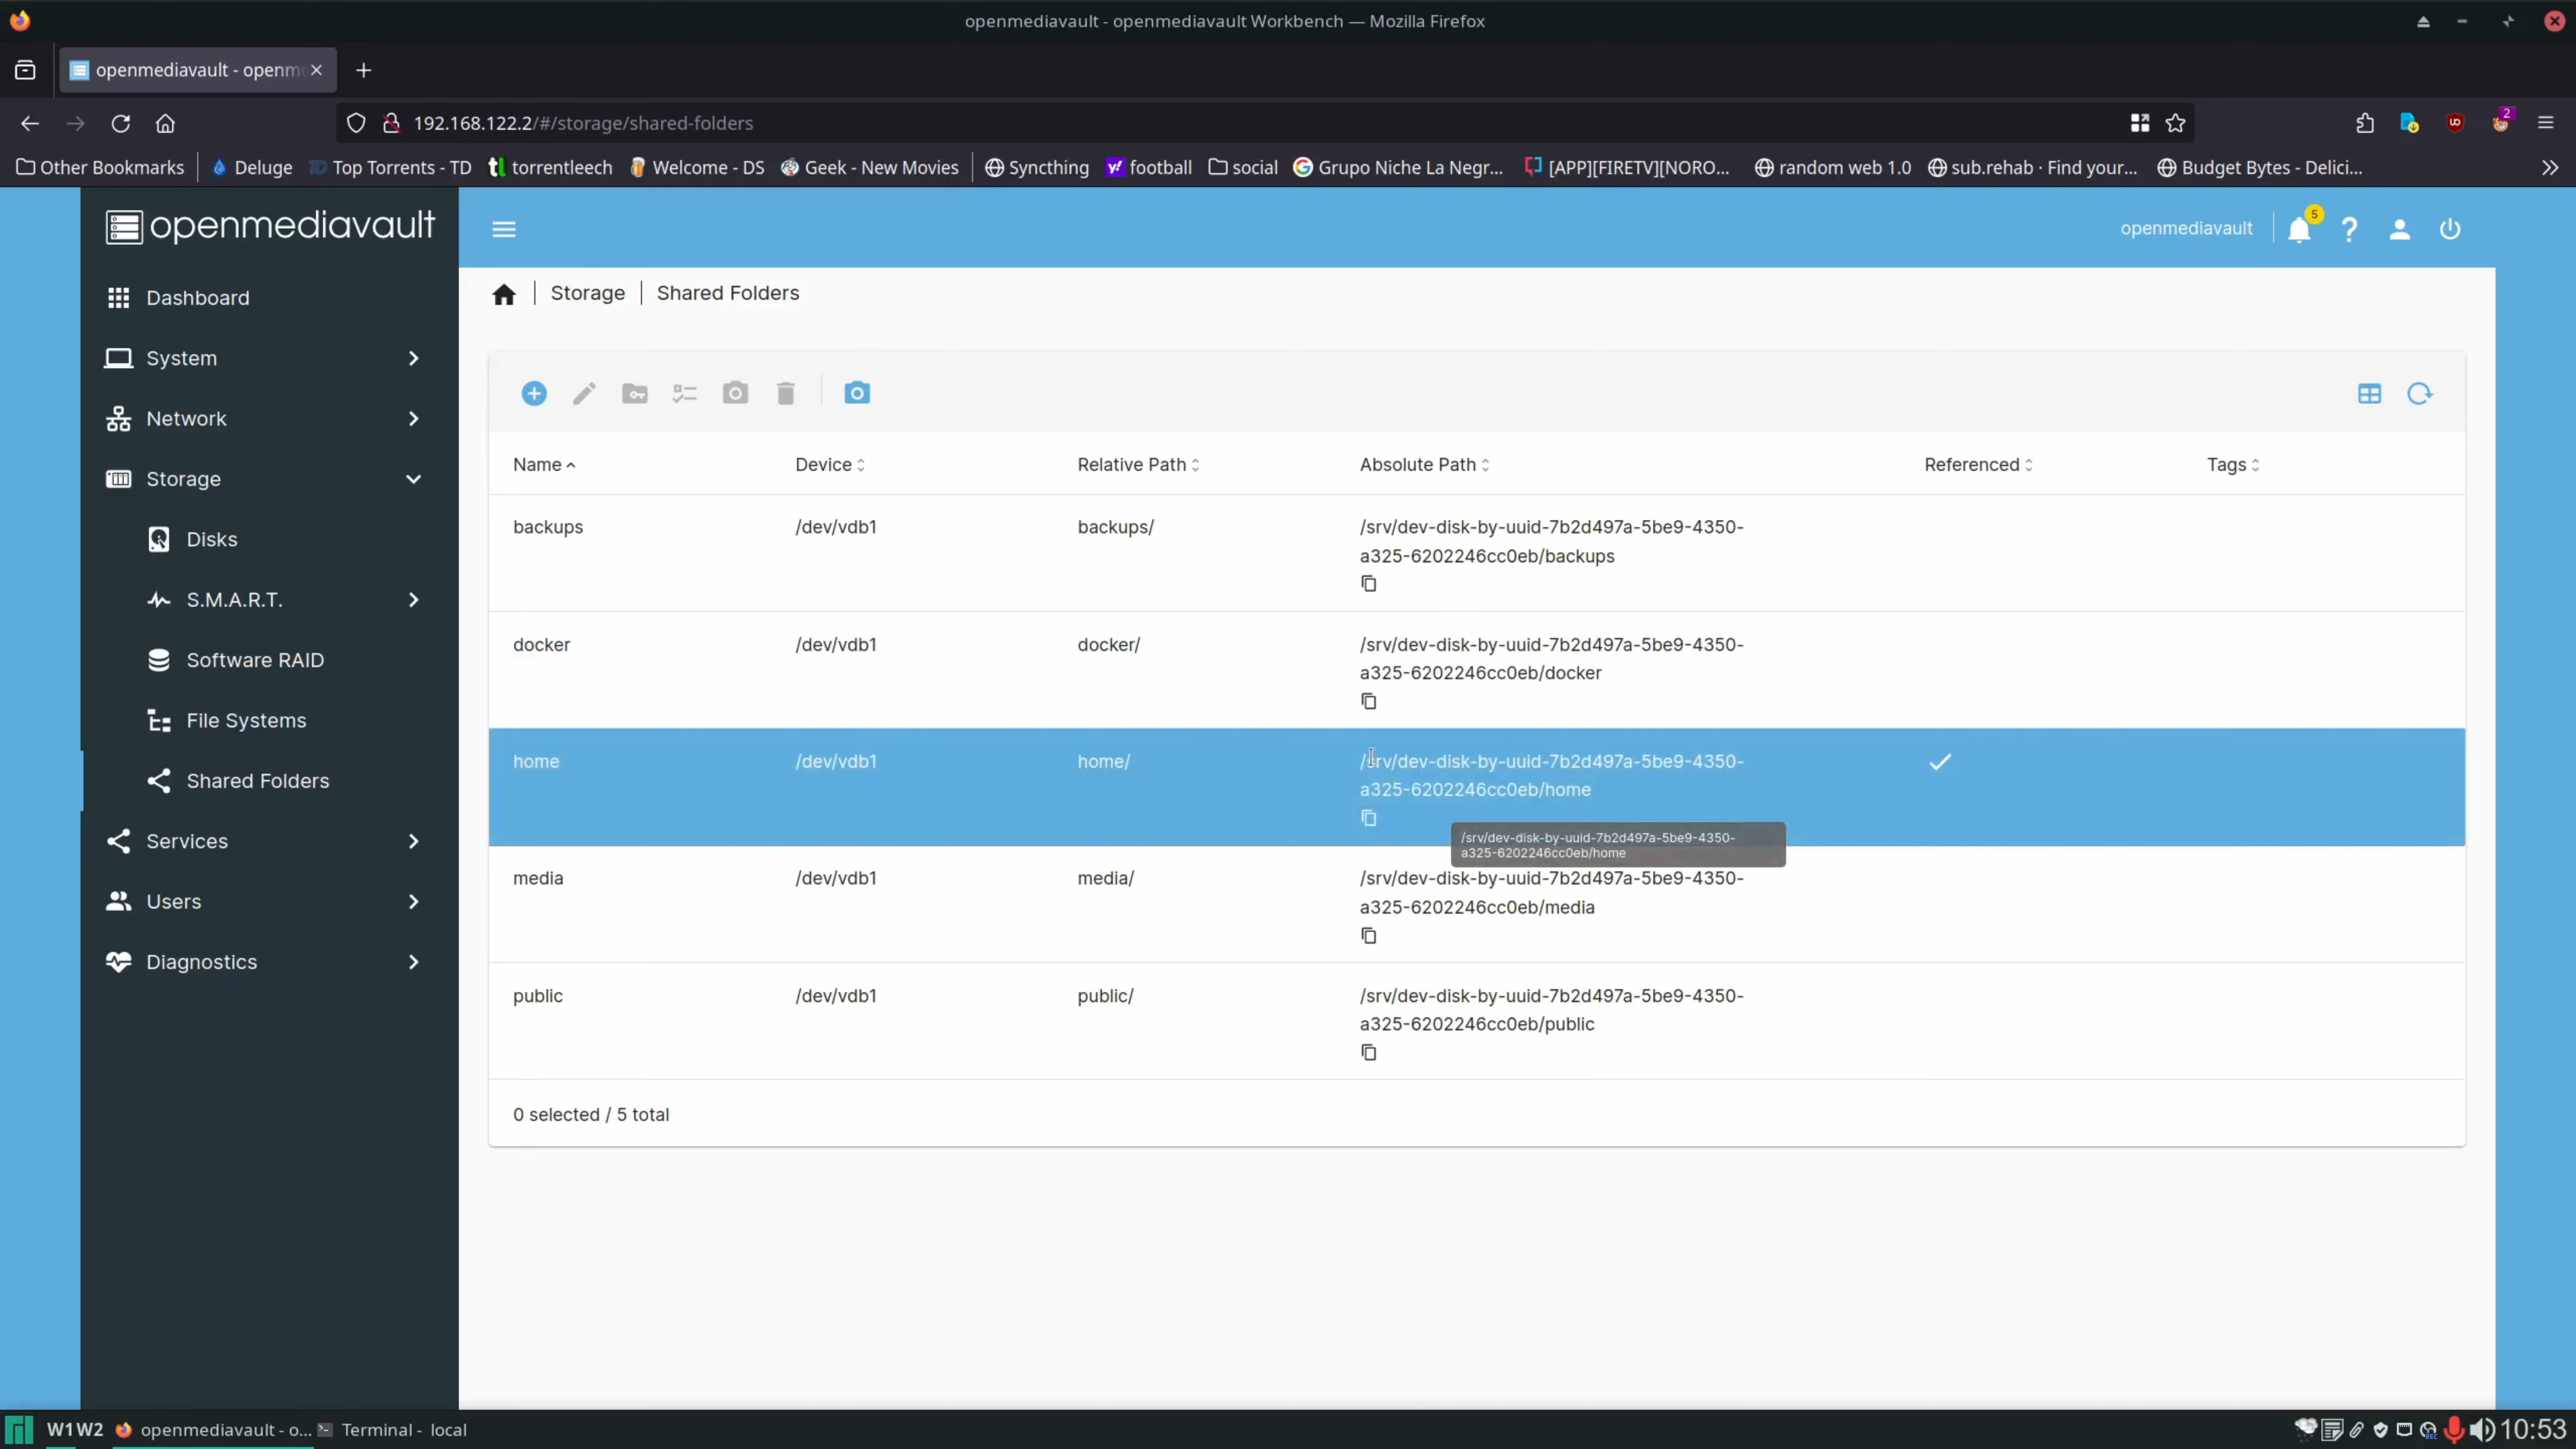 openmediavault - openmediavault Workbench — Mozilla Firefox
openmediavault - openm
192.168.122.2/#/storage/shared-folders
2
Other Bookmarks
Deluge
TD Top Torrents - TD
tl torrentleech
Welcome - DS
Geek - New Movies
Syncthing
y! football
social
Grupo Niche La Negr...
[APP][FIRETV][NORO...
random web 1.0
sub.rehab · Find your...
Budget Bytes - Delici...
openmediavault
openmediavault
5
Dashboard
System
Network
Storage
Disks
S.M.A.R.T.
Software RAID
File Systems
Shared Folders
Services
Users
Diagnostics
Storage | Shared Folders
Name Device Relative Path Absolute Path Referenced Tags
backups /dev/vdb1 backups/ /srv/dev-disk-by-uuid-7b2d497a-5be9-4350-
a325-6202246cc0eb/backups
docker /dev/vdb1 docker/ /srv/dev-disk-by-uuid-7b2d497a-5be9-4350-
a325-6202246cc0eb/docker
home /dev/vdb1 home/ /srv/dev-disk-by-uuid-7b2d497a-5be9-4350-
a325-6202246cc0eb/home
/srv/dev-disk-by-uuid-7b2d497a-5be9-4350-
a325-6202246cc0eb/home
media /dev/vdb1 media/ /srv/dev-disk-by-uuid-7b2d497a-5be9-4350-
a325-6202246cc0eb/media
public /dev/vdb1 public/ /srv/dev-disk-by-uuid-7b2d497a-5be9-4350-
a325-6202246cc0eb/public
0 selected / 5 total
W1 W2 openmediavault - o... Terminal - local 10:53